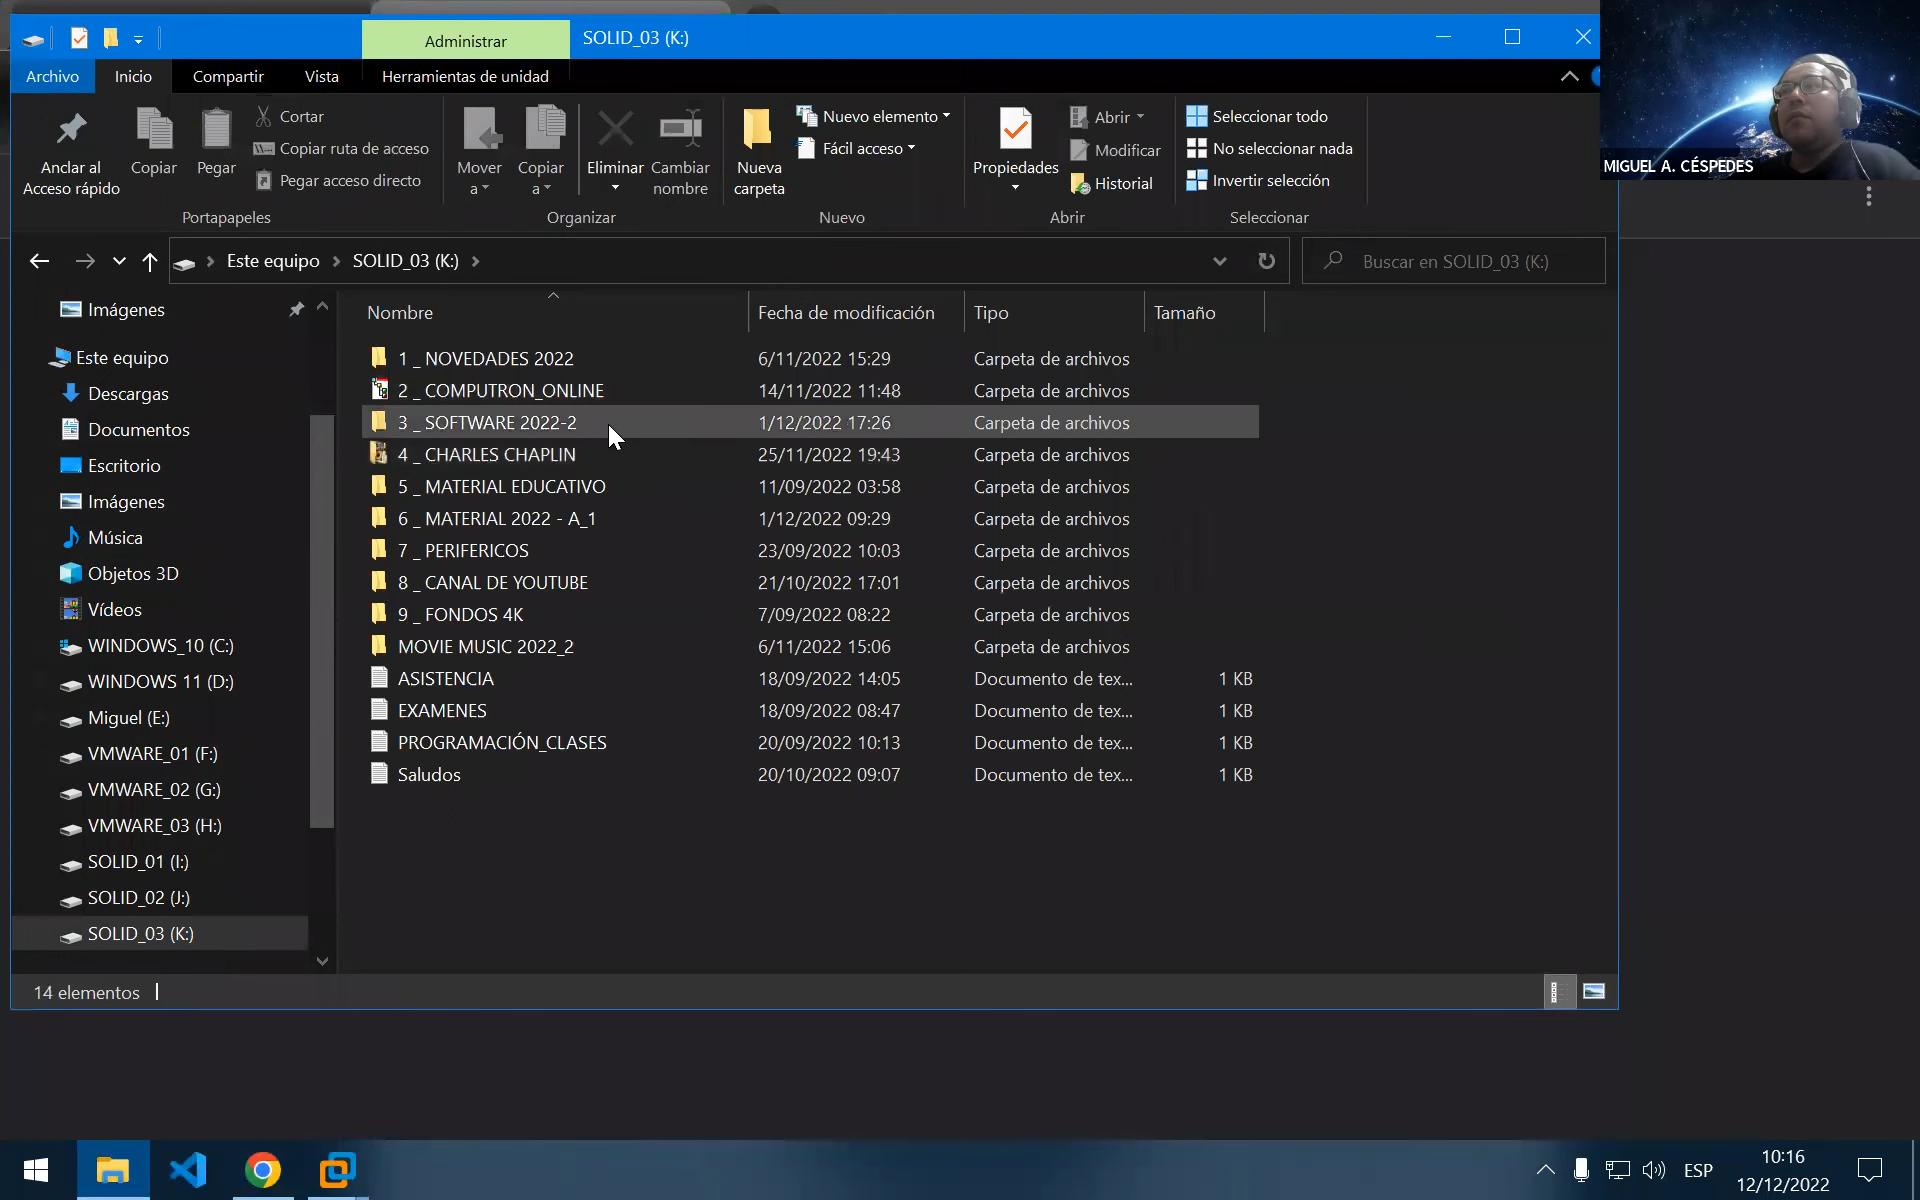 Administrar
SOLID_03 (K:)
Archivo
Inicio
Compartir
Vista
Herramientas de unidad
Anclar al
Acceso rápido
Copiar
Pegar
Cortar
Copiar ruta de acceso
Pegar acceso directo
Portapapeles
Mover
a
Copiar
a
Eliminar
Cambiar
nombre
Organizar
Nueva
carpeta
Nuevo elemento
Fácil acceso
Nuevo
Propiedades
Abrir
Modificar
Historial
Abrir
Seleccionar todo
No seleccionar nada
Invertir selección
Seleccionar
MIGUEL A. CÉSPEDES
Este equipo
SOLID_03 (K:)
Buscar en SOLID_03 (K:)
Imágenes
Este equipo
Descargas
Documentos
Escritorio
Imágenes
Música
Objetos 3D
Vídeos
WINDOWS_10 (C:)
WINDOWS 11 (D:)
Miguel (E:)
VMWARE_01 (F:)
VMWARE_02 (G:)
VMWARE_03 (H:)
SOLID_01 (I:)
SOLID_02 (J:)
SOLID_03 (K:)
Nombre Fecha de modificación Tipo Tamaño
1 _ NOVEDADES 2022 6/11/2022 15:29 Carpeta de archivos
2 _ COMPUTRON_ONLINE 14/11/2022 11:48 Carpeta de archivos
3 _ SOFTWARE 2022-2 1/12/2022 17:26 Carpeta de archivos
4 _ CHARLES CHAPLIN 25/11/2022 19:43 Carpeta de archivos
5 _ MATERIAL EDUCATIVO 11/09/2022 03:58 Carpeta de archivos
6 _ MATERIAL 2022 - A_1 1/12/2022 09:29 Carpeta de archivos
7 _ PERIFERICOS 23/09/2022 10:03 Carpeta de archivos
8 _ CANAL DE YOUTUBE 21/10/2022 17:01 Carpeta de archivos
9 _ FONDOS 4K 7/09/2022 08:22 Carpeta de archivos
MOVIE MUSIC 2022_2 6/11/2022 15:06 Carpeta de archivos
ASISTENCIA 18/09/2022 14:05 Documento de tex... 1 KB
EXAMENES 18/09/2022 08:47 Documento de tex... 1 KB
PROGRAMACIÓN_CLASES 20/09/2022 10:13 Documento de tex... 1 KB
Saludos 20/10/2022 09:07 Documento de tex... 1 KB
14 elementos
ESP
10:16
12/12/2022